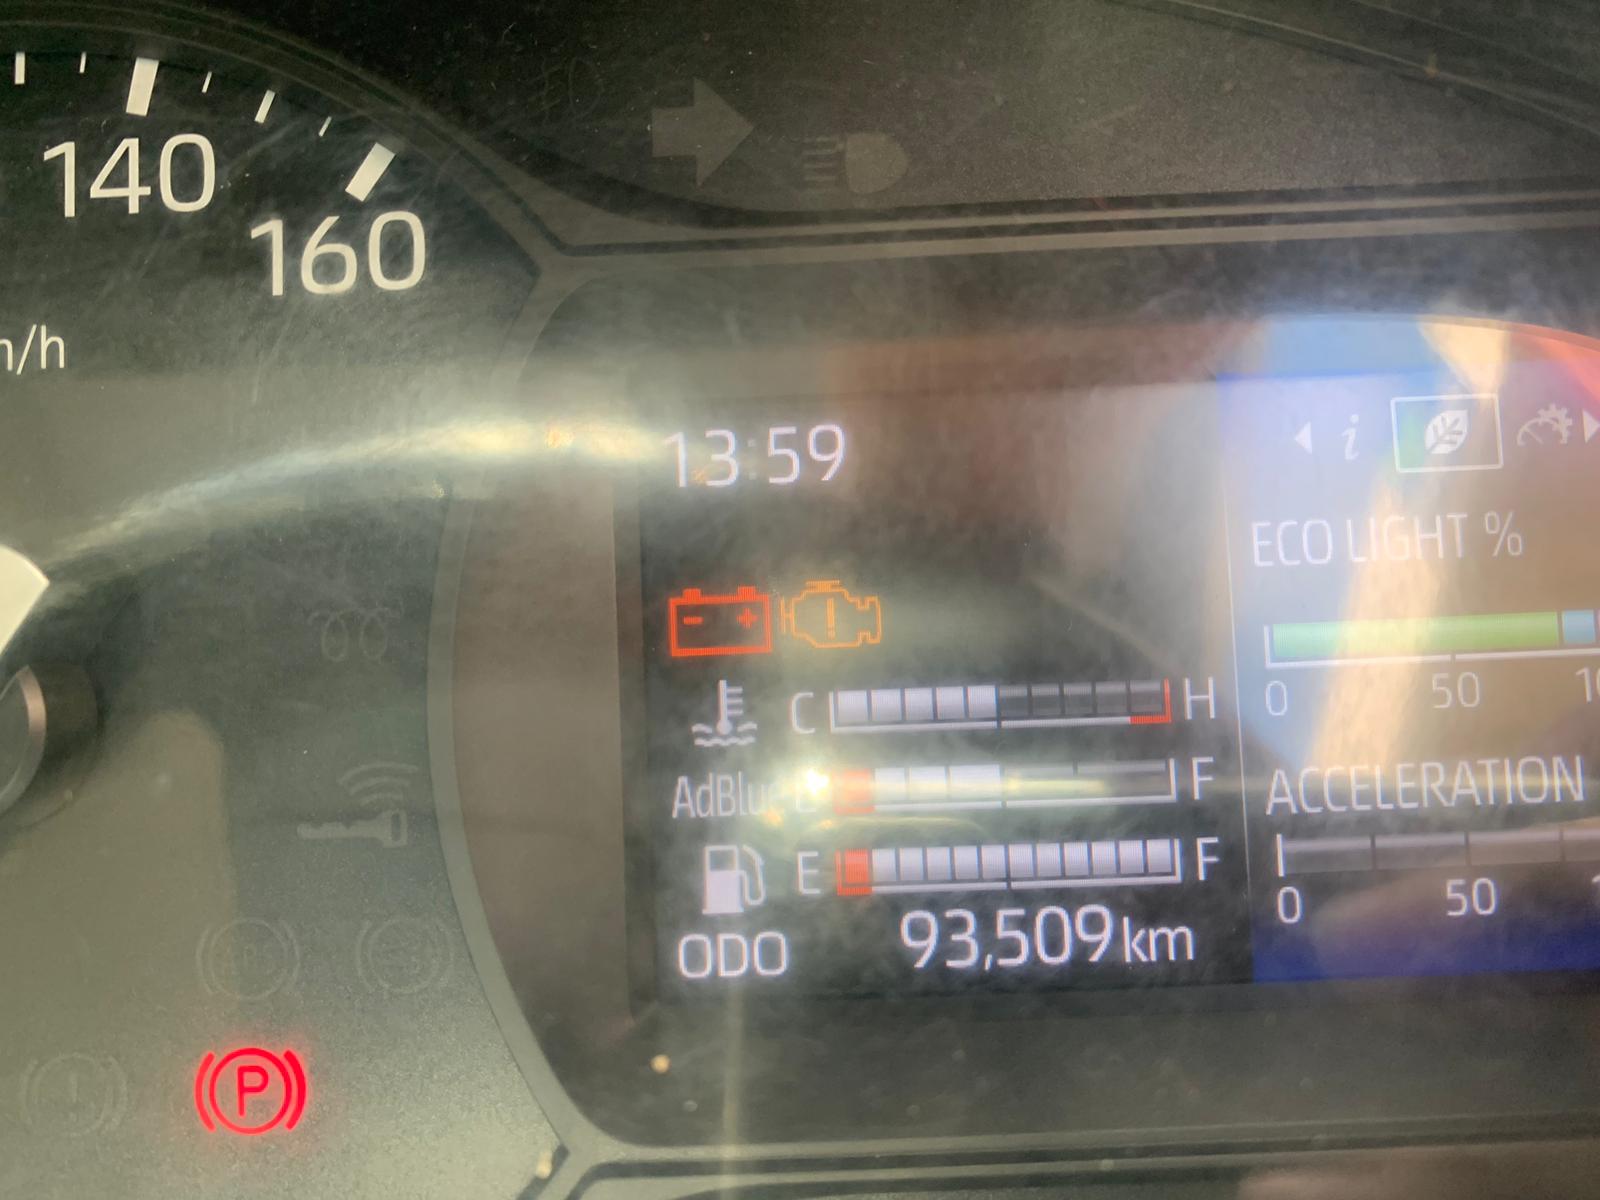 140
160
13:59
ECO LIGHT %
0 50
C H
AdBlue E F
ACCELERATION
E F
0 50
ODO 93,509 km
P